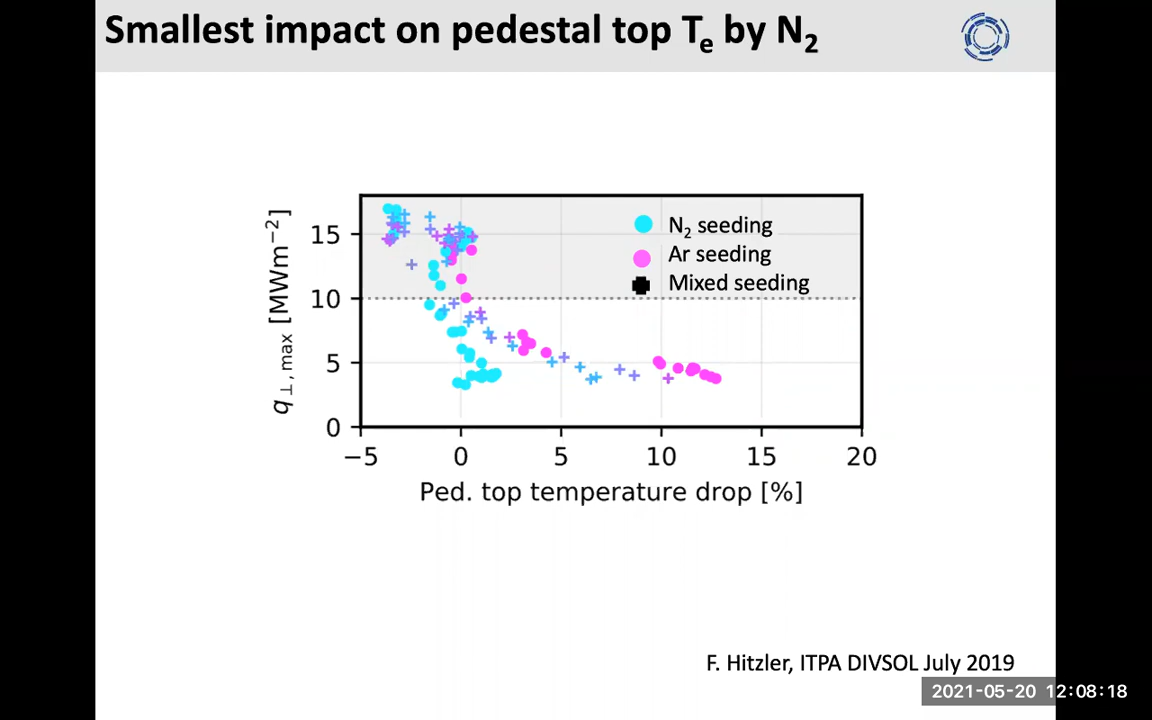 Smallest impact on pedestal top Te by N2
q⊥, max [MWm−2]
15
10
5
0
N2 seeding
Ar seeding
Mixed seeding
−5 0 5 10 15 20
Ped. top temperature drop [%]
F. Hitzler, ITPA DIVSOL July 2019
2021-05-20 12:08:18